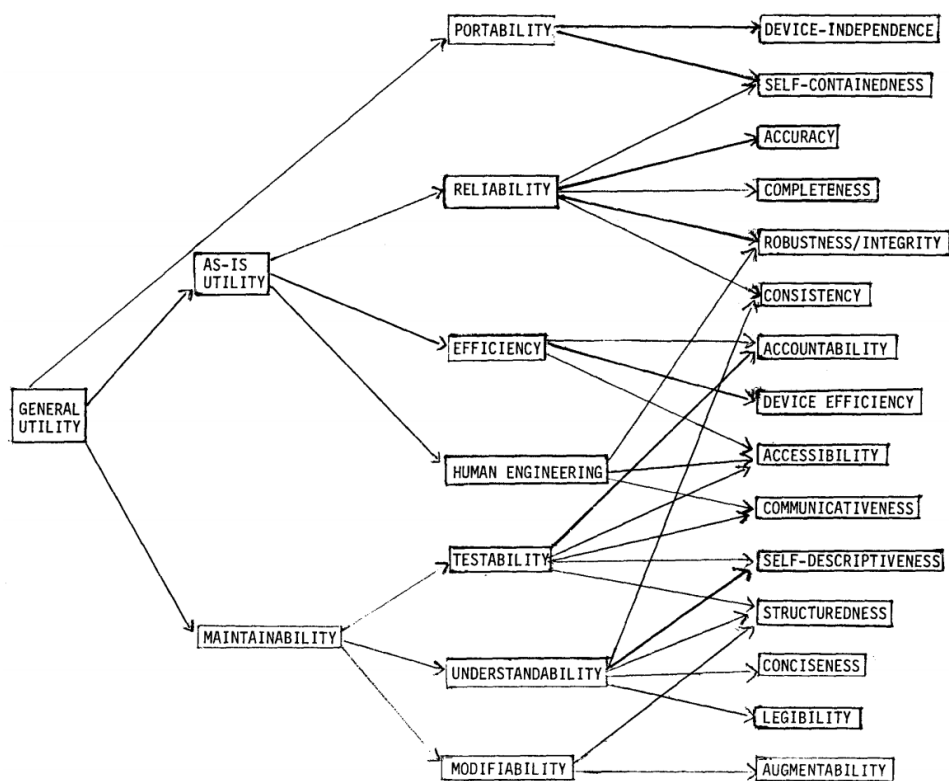 PORTABILITY
DEVICE-INDEPENDENCE
SELF-CONTAINEDNESS
ACCURACY
RELIABILITY
COMPLETENESS
ROBUSTNESS/INTEGRITY
AS-IS
UTILITY
CONSISTENCY
EFFICIENCY
ACCOUNTABILITY
DEVICE EFFICIENCY
GENERAL
UTILITY
HUMAN ENGINEERING
ACCESSIBILITY
COMMUNICATIVENESS
TESTABILITY
SELF-DESCRIPTIVENESS
STRUCTUREDNESS
MAINTAINABILITY
UNDERSTANDABILITY
CONCISENESS
LEGIBILITY
MODIFIABILITY
AUGMENTABILITY